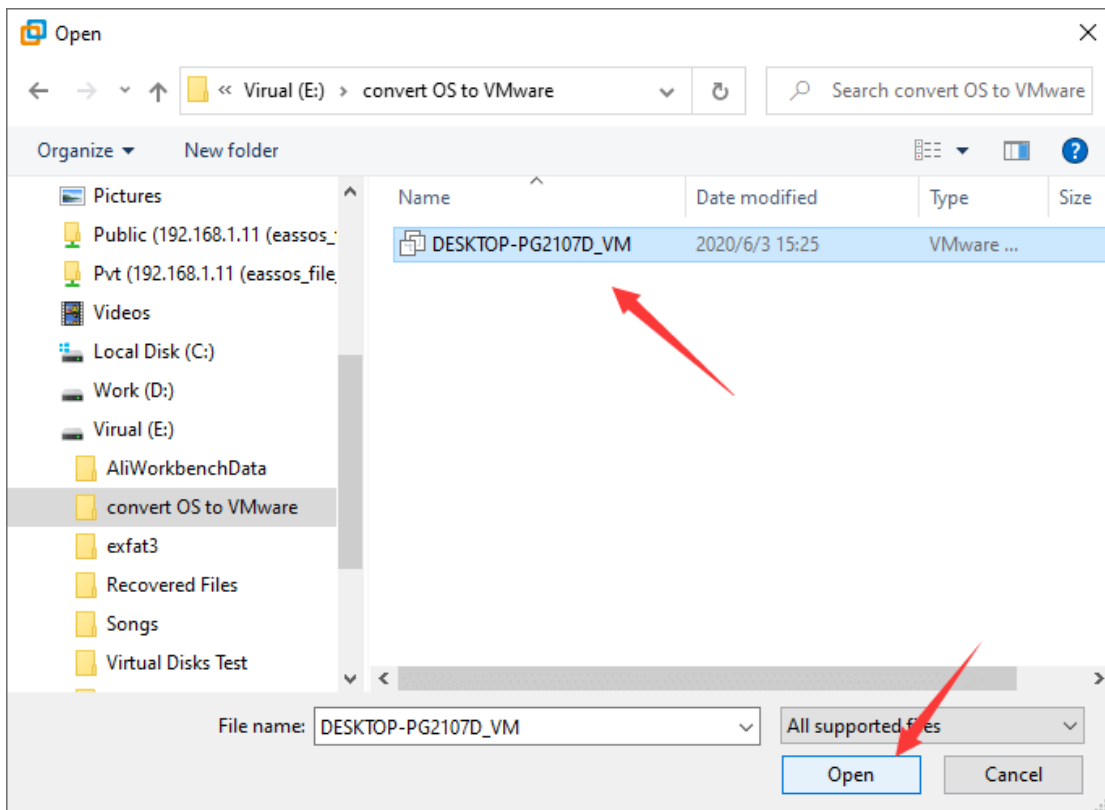 Open
« Virual (E:) > convert OS to VMware
Search convert OS to VMware
Organize
New folder
?
Name
Date modified
Type
Size
DESKTOP-PG2107D_VM
2020/6/3 15:25
VMware ...
Pictures
Public (192.168.1.11 (eassos_
Pvt (192.168.1.11 (eassos_file_
Videos
Local Disk (C:)
Work (D:)
Virual (E:)
AliWorkbenchData
convert OS to VMware
exfat3
Recovered Files
Songs
Virtual Disks Test
File name:
DESKTOP-PG2107D_VM
All supported files
Open
Cancel